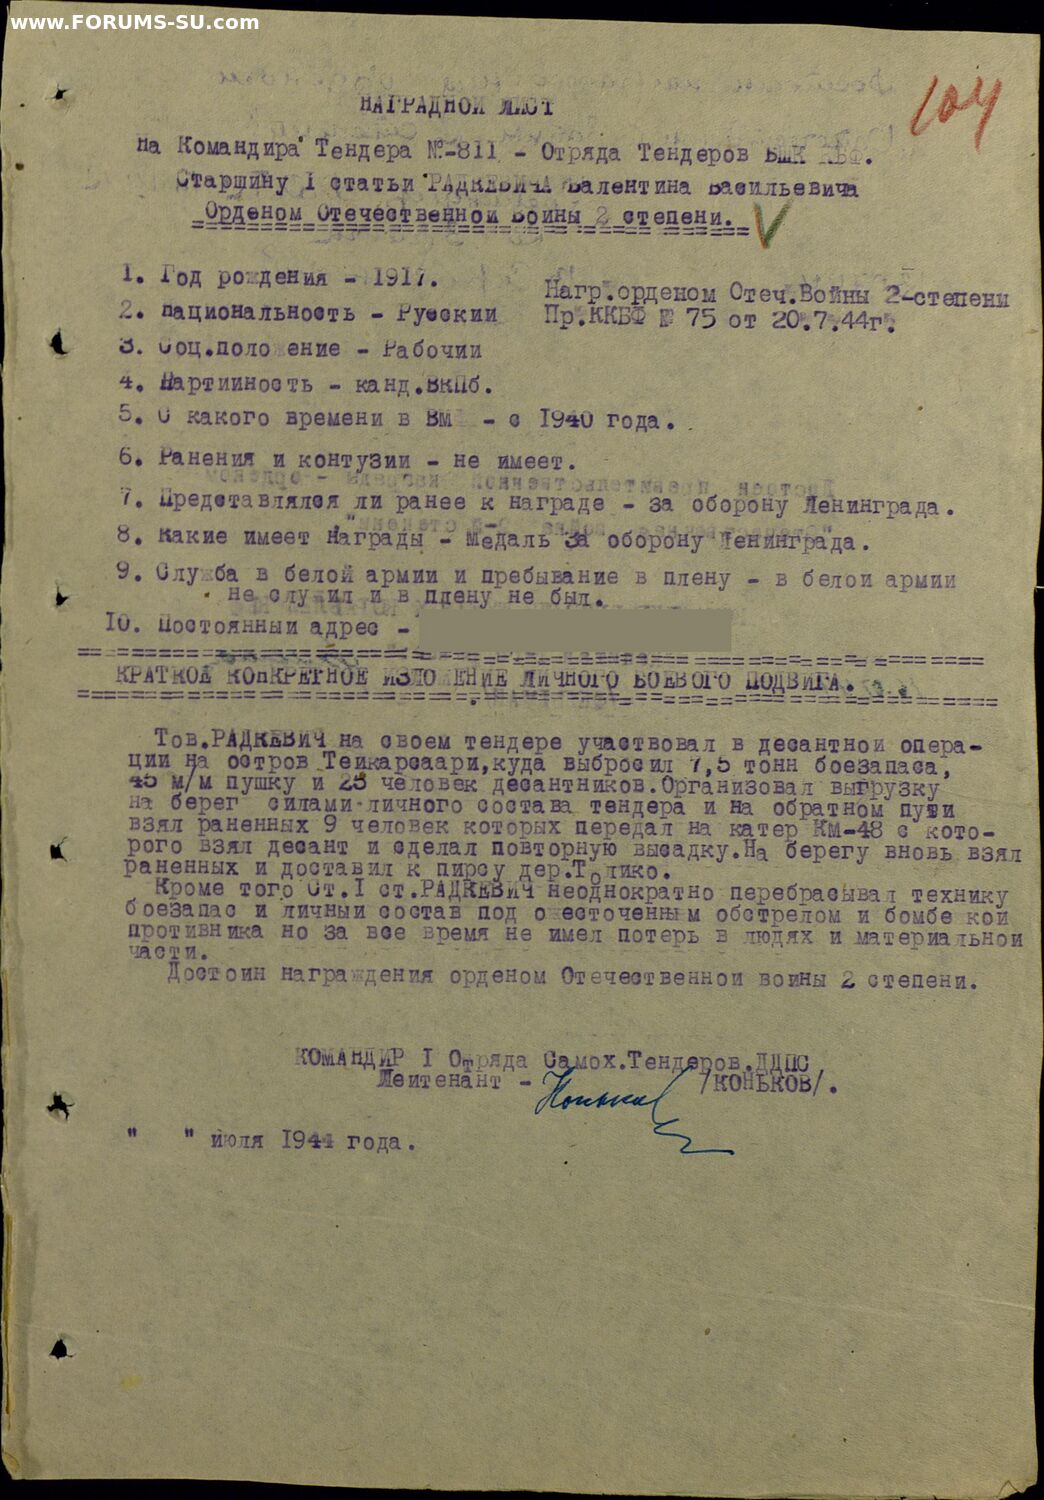 www.FORUMS-SU.com
104
НАГРАДНОЙ ЛИСТ
на Командира Тендера №-811 - Отряда Тендеров ВШК КБФ.
Старшину I статьи РАДКЕВИЧА Валентина Васильевича
Орденом Отечественной Войны 2 степени.
1. Год рождения - 1917.
Нагр.орденом Отеч.Войны 2-степени
2. Национальность - Русский
Пр.ККБФ № 75 от 20.7.44г.
3. Соц.положение - Рабочий
4. Партийность - канд.ВКПб.
5. С какого времени в ВМ - с 1940 года.
6. Ранения и контузии - не имеет.
7. Представлялся ли ранее к награде - за оборону Ленинграда.
8. Какие имеет награды - Медаль "За оборону Ленинграда.
9. Служба в белой армии и пребывание в плену - в белой армии
не служил и в плену не был.
10. Постоянный адрес -
КРАТКОЕ КОНКРЕТНОЕ ИЗЛОЖЕНИЕ ЛИЧНОГО БОЕВОГО ПОДВИГА.
Тов.РАДКЕВИЧ на своем тендере участвовал в десантной опера-
ции на остров Тейкарсаари,куда выбросил 7,5 тонн боезапаса,
45 м/м пушку и 25 человек десантников.Организовал выгрузку
на берег силами личного состава тендера и на обратном пути
взял раненных 9 человек которых передал на катер КМ-48 с кото-
рого взял десант и сделал повторную высадку.На берегу вновь взял
раненных и доставил к пирсу дер.Толико.
Кроме того Ст.I ст.РАДКЕВИЧ неоднократно перебрасывал технику
боезапас и личный состав под ожесточенным обстрелом и бомбежкой
противника но за все время не имел потерь в людях и материальной
части.
Достоин награждения орденом Отечественной войны 2 степени.
КОМАНДИР I Отряда Самох.Тендеров.ДДПС
Лейтенант - /КОНЬКОВ/.
Коньков
" " июля 1944 года.